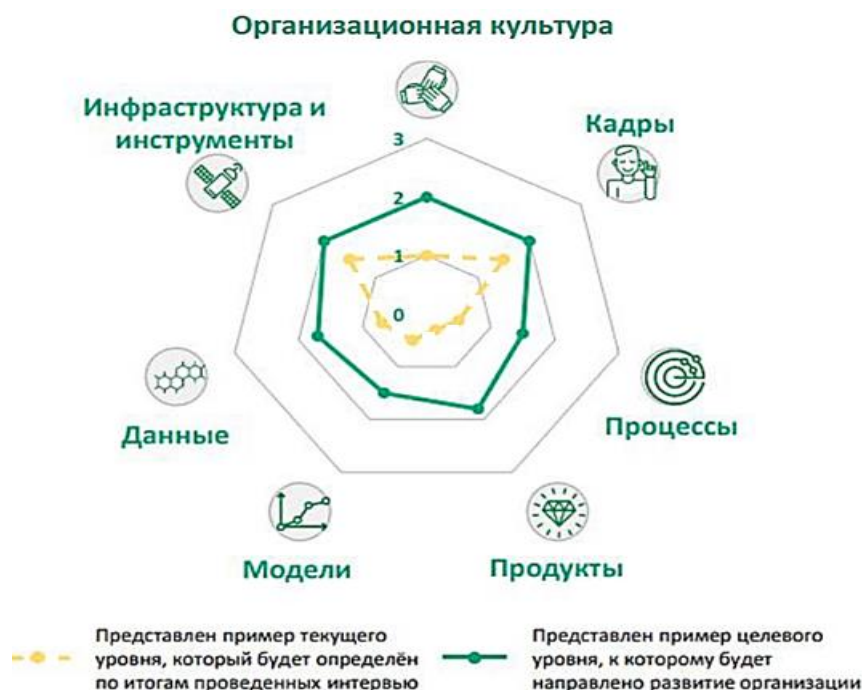 Организационная культура
Инфраструктура и
инструменты
Кадры
3
2
1
0
Данные
Процессы
Модели
Продукты
Представлен пример текущего
уровня, который будет определён
по итогам проведенных интервью
Представлен пример целевого
уровня, к которому будет
направлено развитие организации